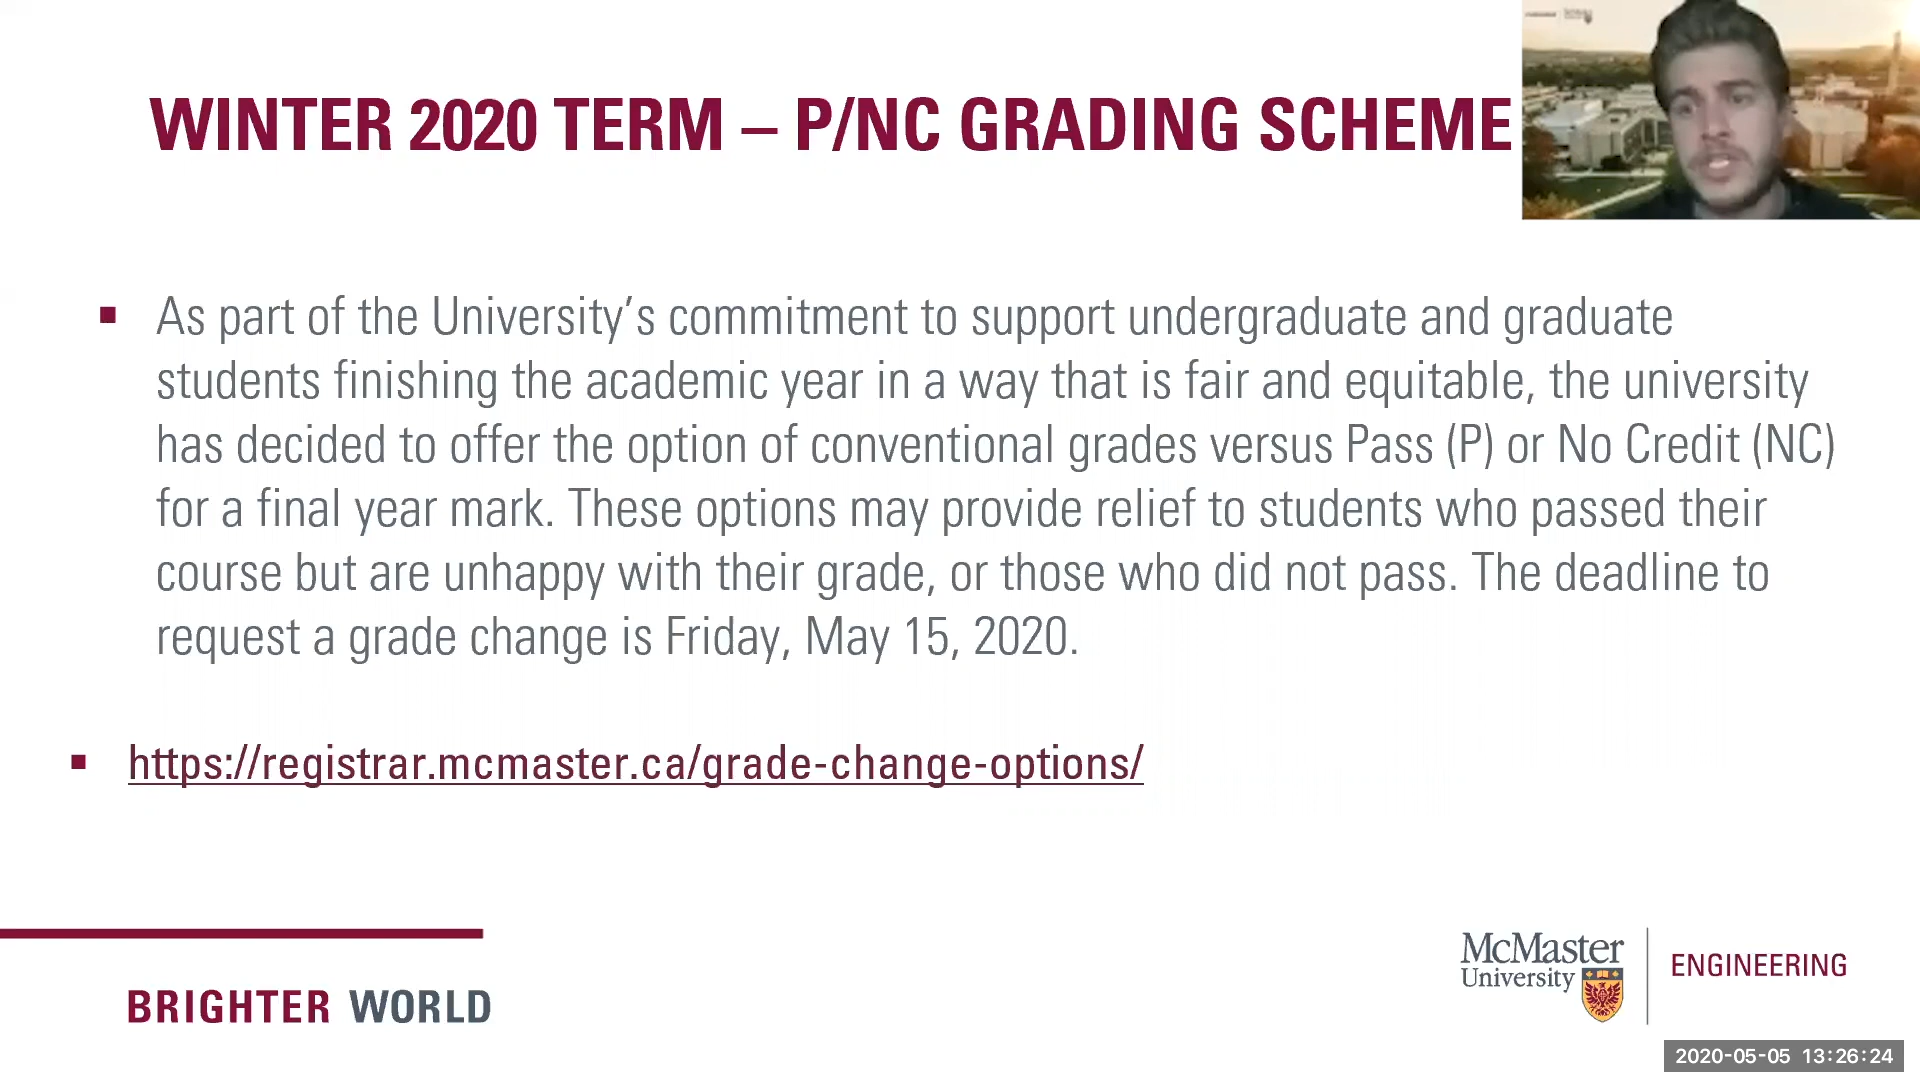 WINTER 2020 TERM – P/NC GRADING SCHEME
As part of the University’s commitment to support undergraduate and graduate
students finishing the academic year in a way that is fair and equitable, the university
has decided to offer the option of conventional grades versus Pass (P) or No Credit (NC)
for a final year mark. These options may provide relief to students who passed their
course but are unhappy with their grade, or those who did not pass. The deadline to
request a grade change is Friday, May 15, 2020.
https://registrar.mcmaster.ca/grade-change-options/
BRIGHTER WORLD
McMaster
University
ENGINEERING
2020-05-05 13:26:24